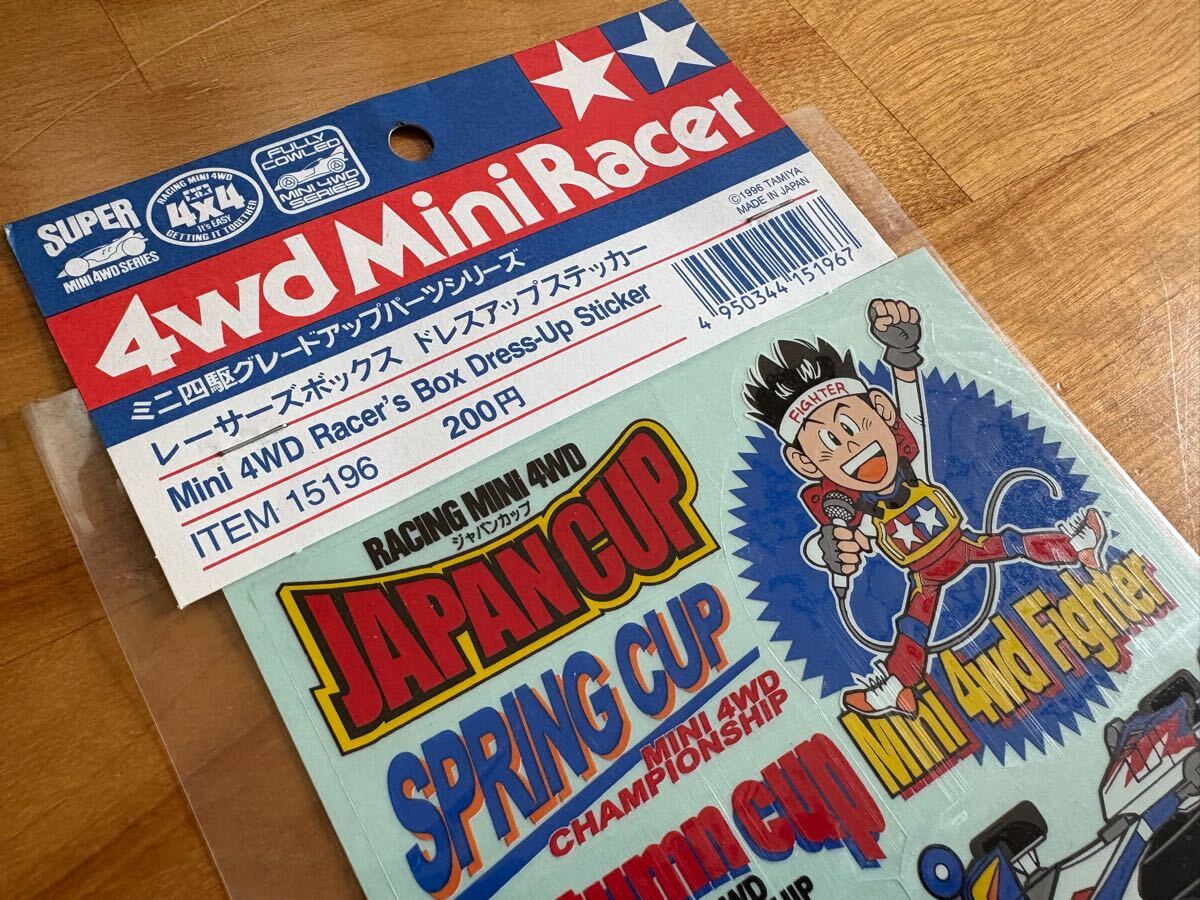 SUPER
MINI 4WD SERIES
RACING MINI 4WD
4x4
It's EASY
GETTING IT TOGETHER
FULLY
COWLED
MINI 4WD
SERIES
4wd Mini Racer
ミニ四駆グレードアップパーツシリーズ
©1996 TAMIYA
MADE IN JAPAN
レーサーズボックス ドレスアップステッカー
Mini 4WD Racer's Box Dress-Up Sticker
ITEM 15196 200円
4 950344 151967
RACING MINI 4WD
ジャパンカップ
JAPAN CUP
SPRING CUP
MINI 4WD
CHAMPIONSHIP
cup
FIGHTER
Mini 4wd Fighter